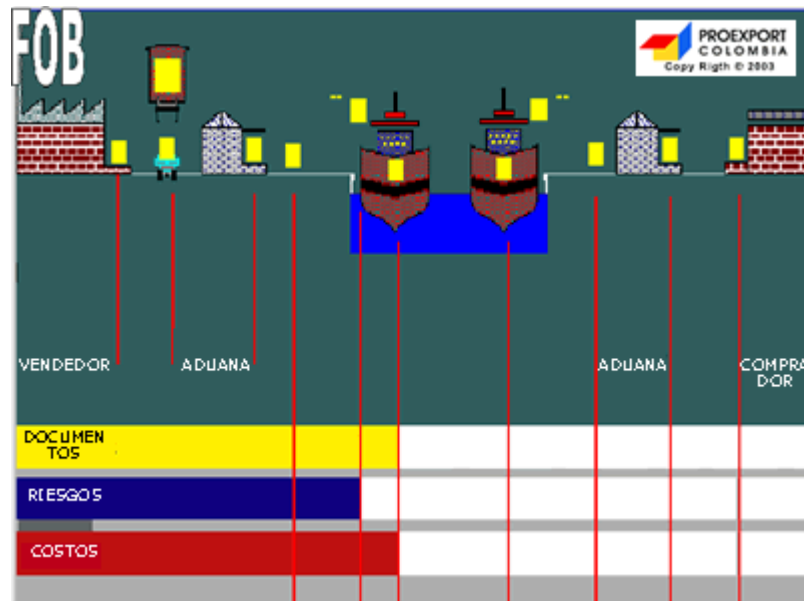 FOB
PROEXPORT
COLOMBIA
Copy Rigth © 2003
VENDEDOR
ADUANA
ADUANA
COMPRA
DOR
DOCUMEN
TOS
RIESGOS
COSTOS